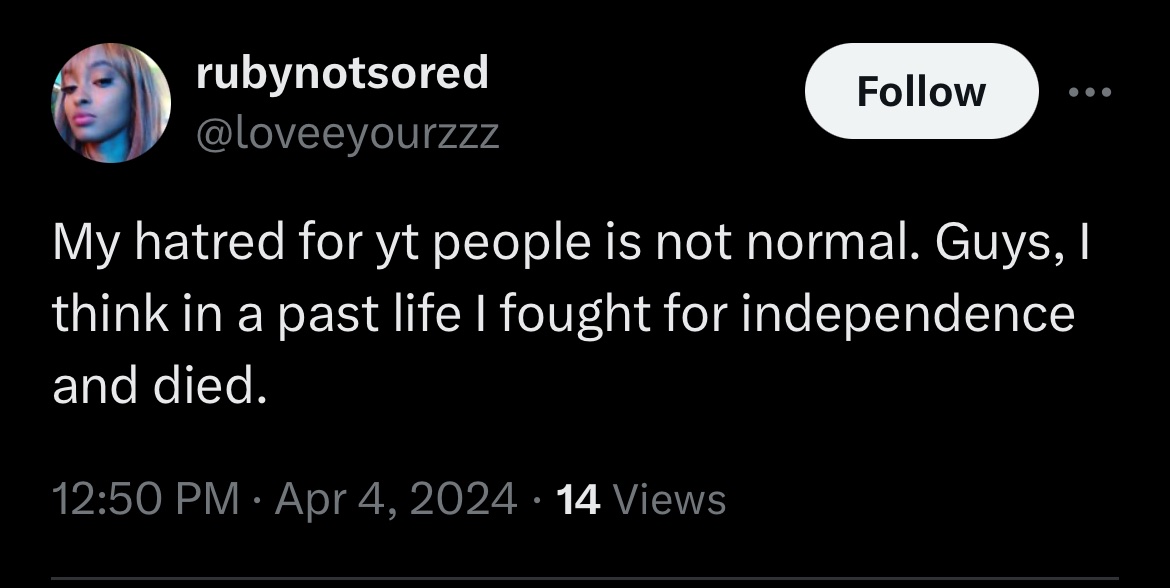 rubynotsored
Follow
@loveeyourzzz
My hatred for yt people is not normal. Guys, I
think in a past life I fought for independence
and died.
12:50 PM · Apr 4, 2024 · 14 Views